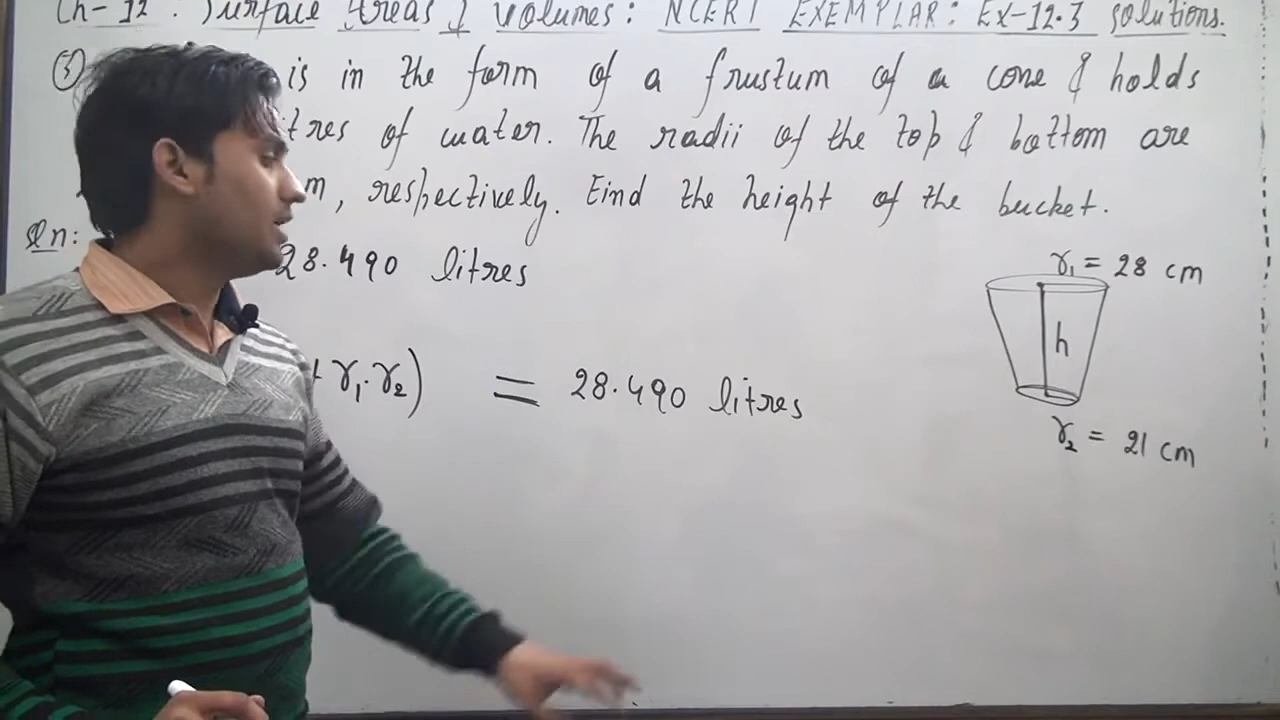 Ch-12: Surface Areas & Volumes: NCERT EXEMPLAR: Ex-12.3 solutions.
is in the form of a frustum of a cone & holds
tres of water. The radii of the top & bottom are
m, respectively. Find the height of the bucket.
Sln:
28.490 litres
r₁ = 28 cm
h
+ r₁.r₂) = 28.490 litres
r₂ = 21 cm